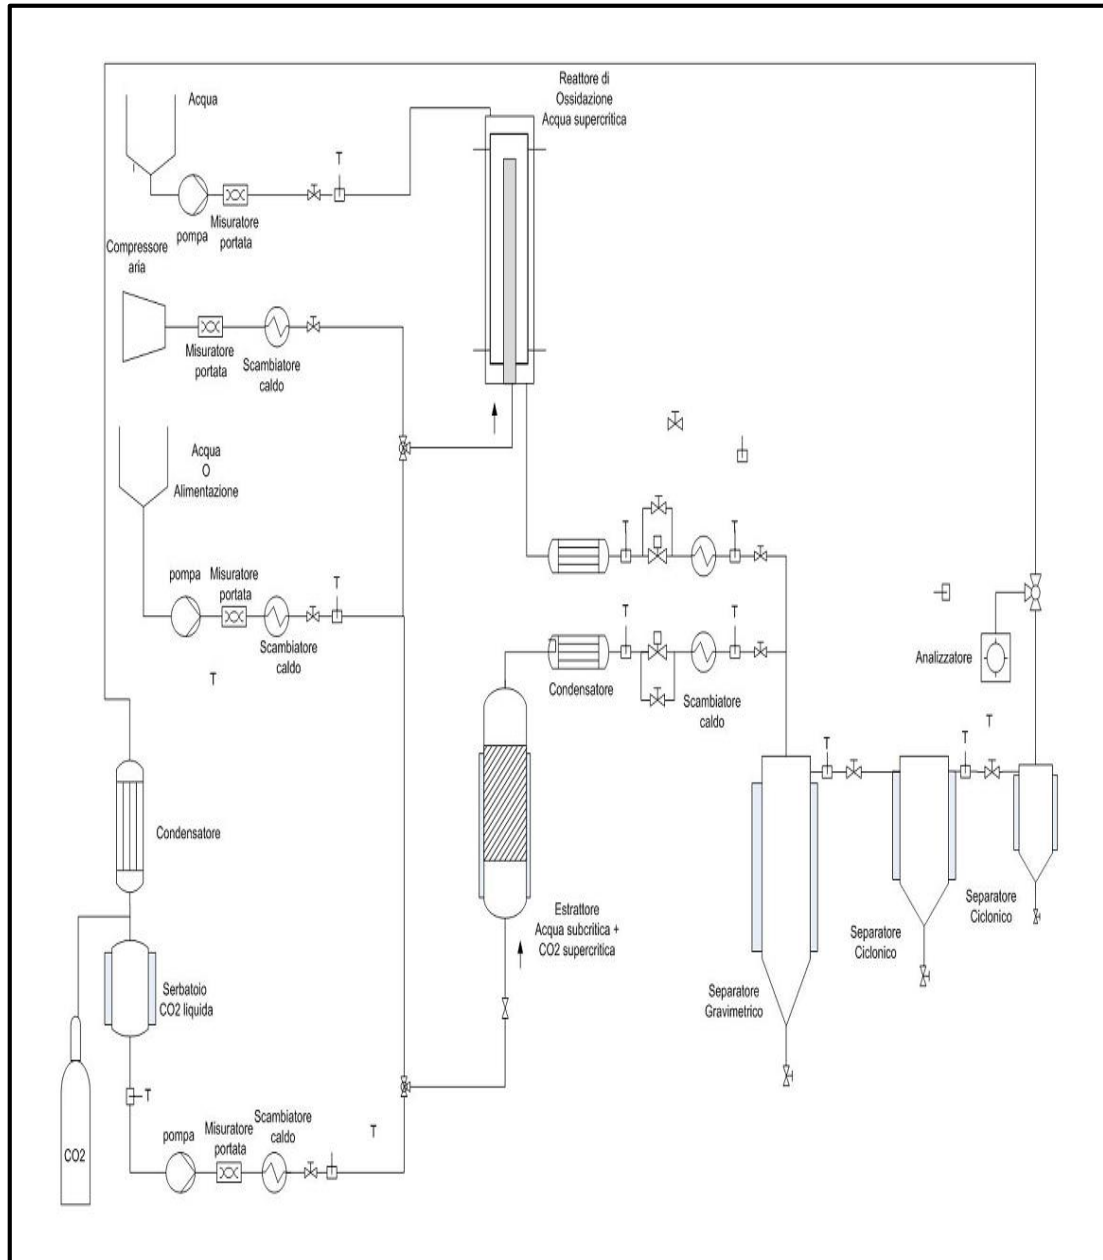 Reattore di
Ossidazione
Acqua supercritica
Acqua
T
pompa
Misuratore
portata
Compressore
aria
Misuratore
portata
Scambiatore
caldo
Acqua
O
Alimentazione
pompa
Misuratore
portata
T
Scambiatore
caldo
T
T
T
T
T
Condensatore
Scambiatore
caldo
Analizzatore
T
T
T
Condensatore
Estrattore
Acqua subcritica +
CO2 supercritica
Separatore
Gravimetrico
Separatore
Ciclonico
Separatore
Ciclonico
Serbatoio
CO2 liquida
T
CO2
pompa
Misuratore
portata
Scambiatore
caldo
T